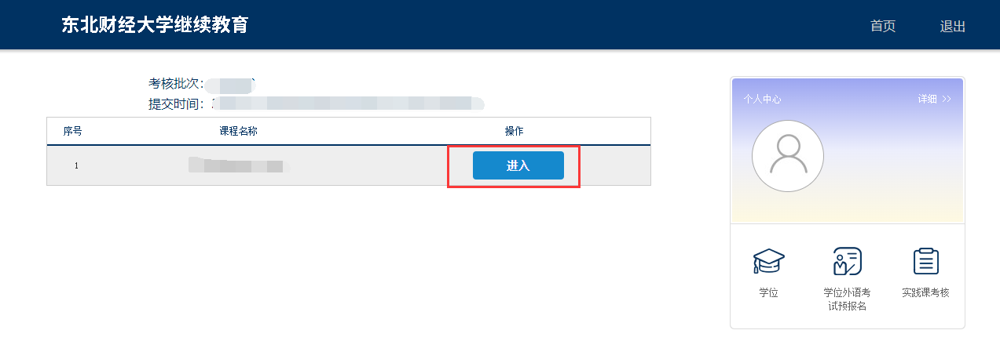 东北财经大学继续教育
首页
退出
考核批次：
提交时间：
序号 课程名称 操作
1 进入
个人中心 详细 >>
学位
学位外语考
试预报名
实践课考核